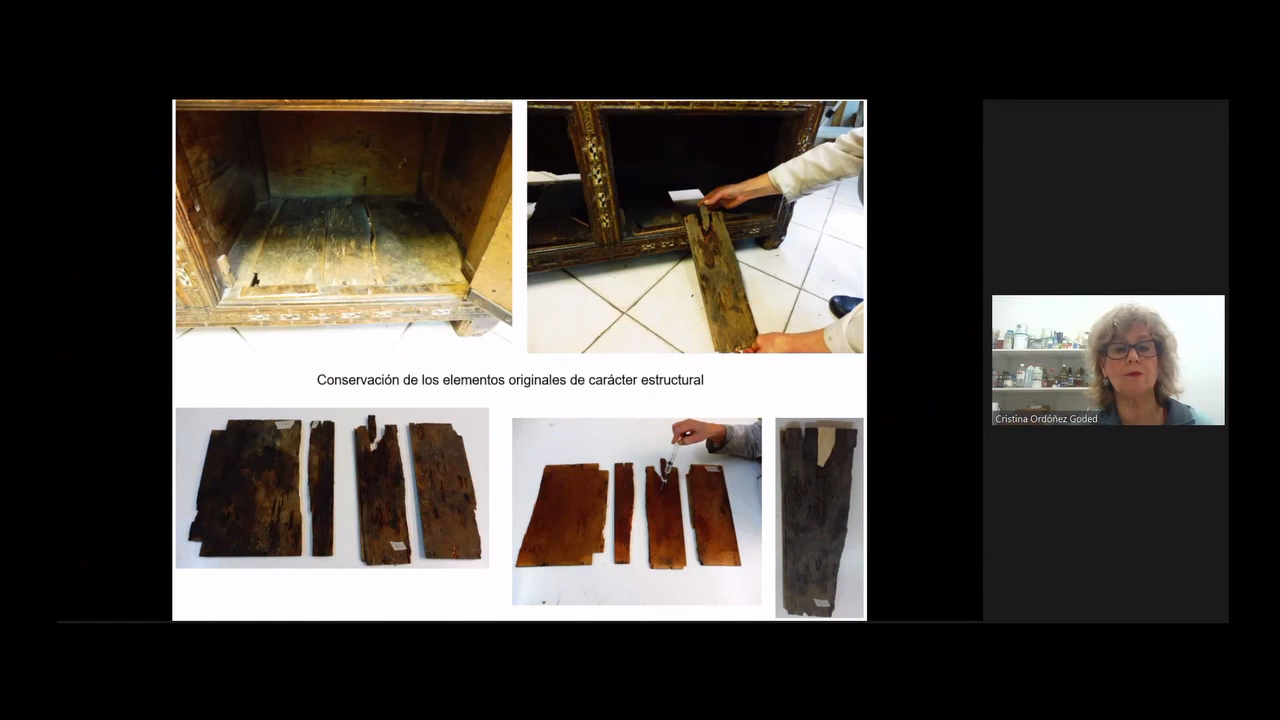 Conservación de los elementos originales de carácter estructural
Cristina Ordóñez Goded